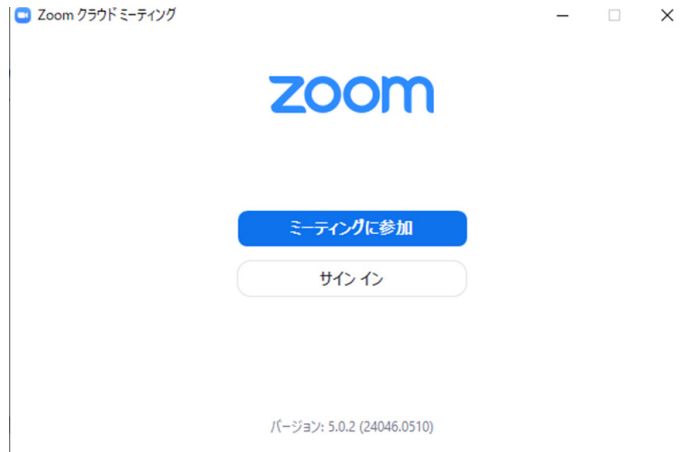 Zoom クラウド ミーティング
zoom
ミーティングに参加
サイン イン
バージョン: 5.0.2 (24046.0510)